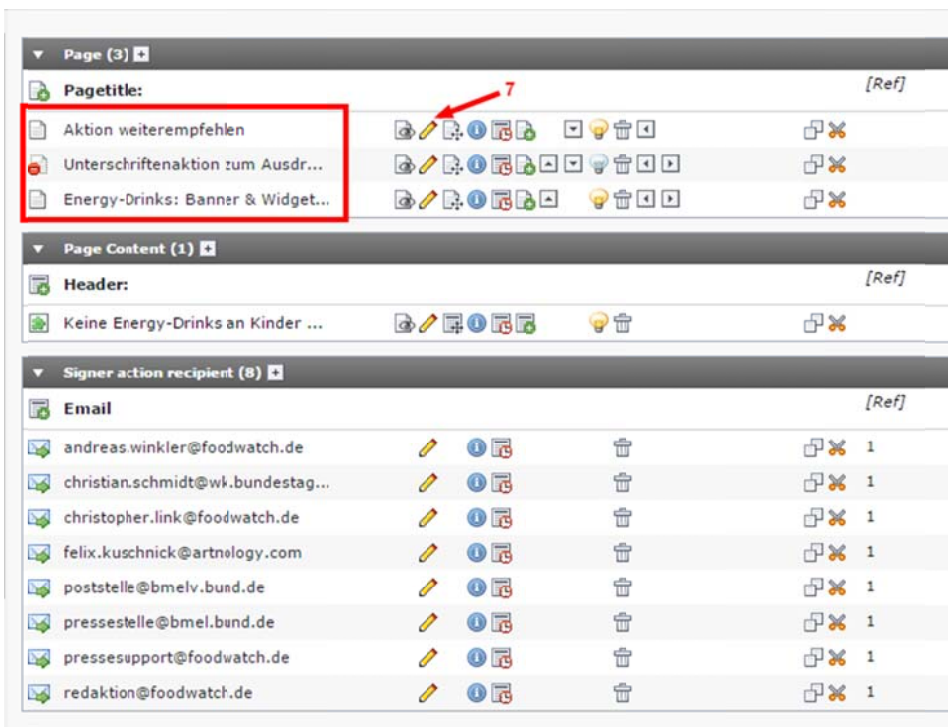 Page (3)
Pagetitle: [Ref]
7
Aktion weiterempfehlen
Unterschriftenaktion zum Ausdr...
Energy-Drinks: Banner & Widget...
Page Content (1)
Header: [Ref]
Keine Energy-Drinks an Kinder ...
Signer action recipient (8)
Email [Ref]
andreas.winkler@foodwatch.de 1
christian.schmidt@wk.bundestag... 1
christopher.link@foodwatch.de 1
felix.kuschnick@artnology.com 1
poststelle@bmelv.bund.de 1
pressestelle@bmel.bund.de 1
pressesupport@foodwatch.de 1
redaktion@foodwatch.de 1